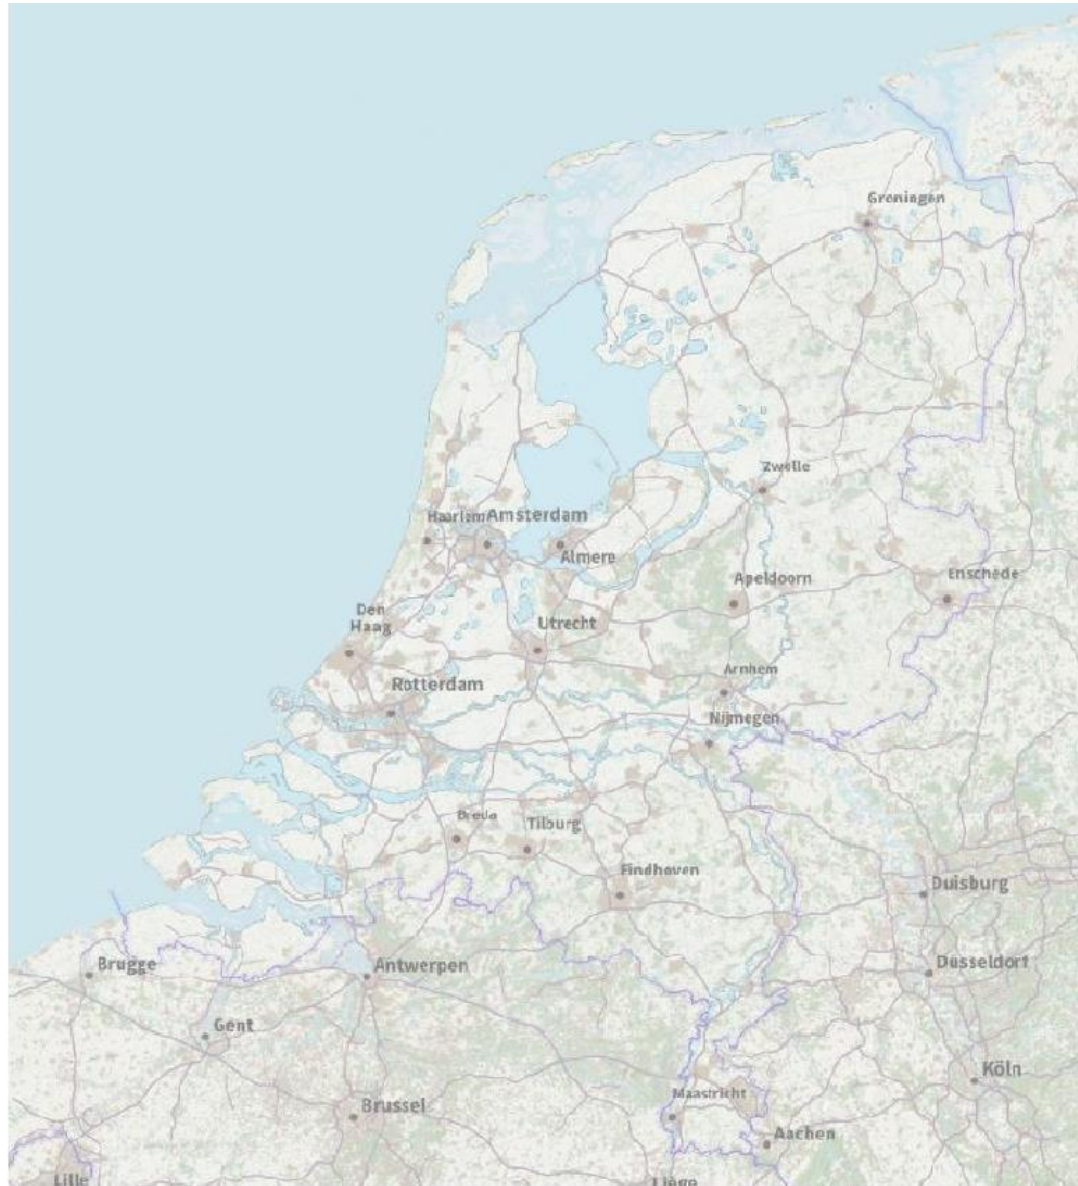 Groningen
Zwolle
Haarlem Amsterdam
Almere
Apeldoorn
Enschede
Den
Haag
Utrecht
Arnhem
Rotterdam
Nijmegen
Breda
Tilburg
Eindhoven
Duisburg
Brugge
Antwerpen
Düsseldorf
Gent
Köln
Maastricht
Brussel
Aachen
Lille
Liège